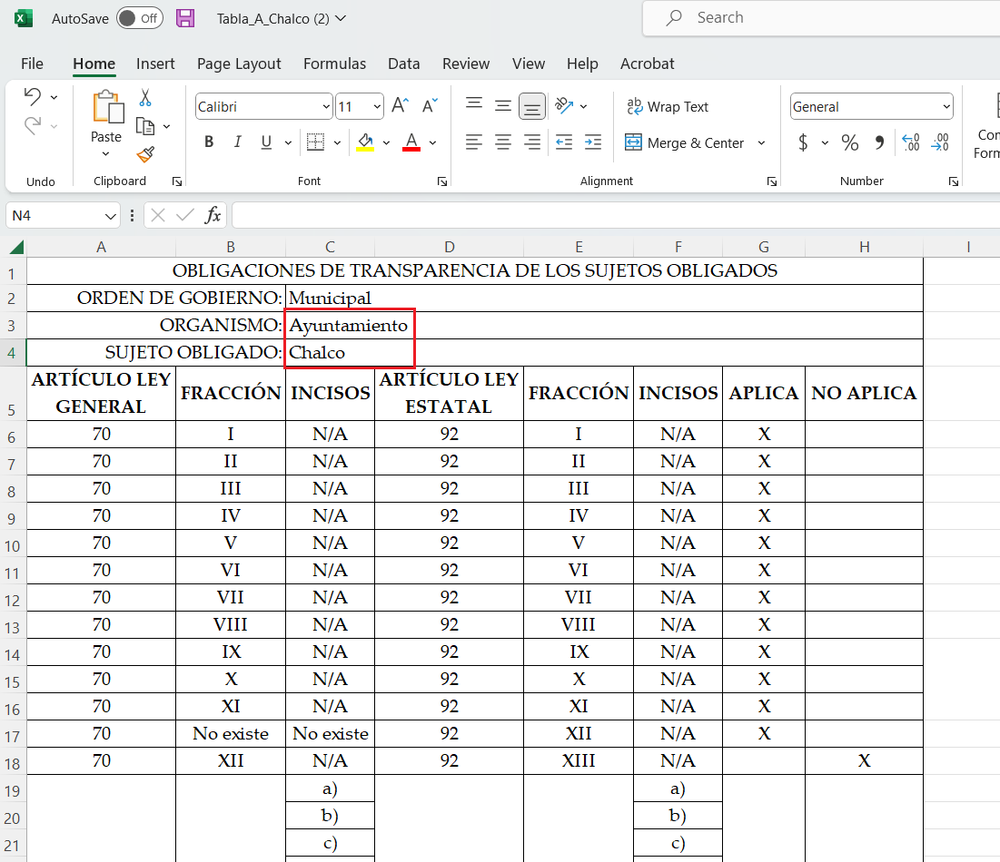 AutoSave Off Tabla_A_Chalco (2) Search
File Home Insert Page Layout Formulas Data Review View Help Acrobat
Calibri 11 Wrap Text General
Paste B I U A Merge & Center $ % Con
Form
Undo Clipboard Font Alignment Number
N4 fx
A B C D E F G H I
1 OBLIGACIONES DE TRANSPARENCIA DE LOS SUJETOS OBLIGADOS
2 ORDEN DE GOBIERNO: Municipal
3 ORGANISMO: Ayuntamiento
4 SUJETO OBLIGADO: Chalco
5 ARTÍCULO LEY GENERAL FRACCIÓN INCISOS ARTÍCULO LEY ESTATAL FRACCIÓN INCISOS APLICA NO APLICA
6 70 I N/A 92 I N/A X
7 70 II N/A 92 II N/A X
8 70 III N/A 92 III N/A X
9 70 IV N/A 92 IV N/A X
10 70 V N/A 92 V N/A X
11 70 VI N/A 92 VI N/A X
12 70 VII N/A 92 VII N/A X
13 70 VIII N/A 92 VIII N/A X
14 70 IX N/A 92 IX N/A X
15 70 X N/A 92 X N/A X
16 70 XI N/A 92 XI N/A X
17 70 No existe No existe 92 XII N/A X
18 70 XII N/A 92 XIII N/A X
19 a) a)
20 b) b)
21 c) c)